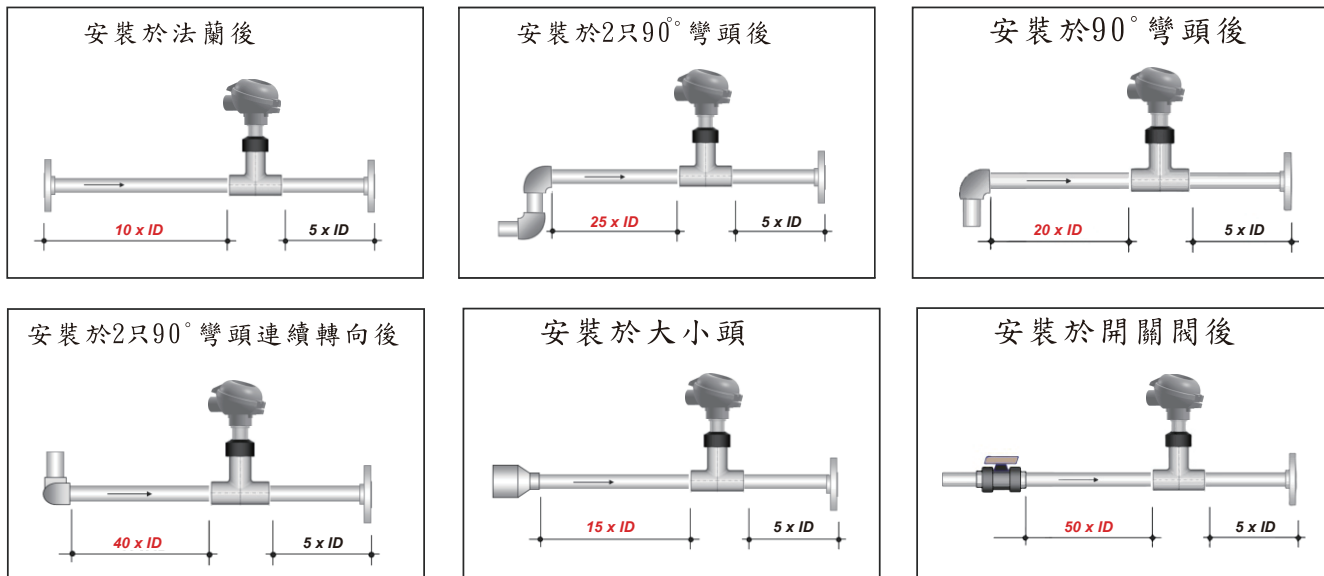 安裝於法蘭後
10 x ID
5 x ID
安裝於2只90°彎頭後
25 x ID
5 x ID
安裝於90°彎頭後
20 x ID
5 x ID
安裝於2只90°彎頭連續轉向後
40 x ID
5 x ID
安裝於大小頭
15 x ID
5 x ID
安裝於開關閥後
50 x ID
5 x ID